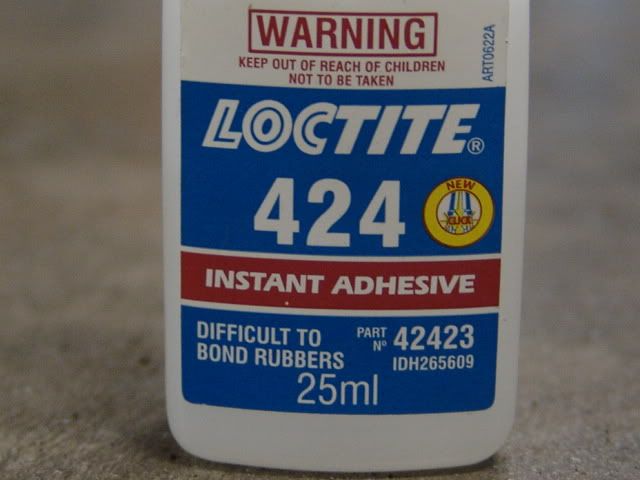 WARNING
KEEP OUT OF REACH OF CHILDREN
NOT TO BE TAKEN
ART0622A
LOCTITE®
424
NEW
CLICK
INSTANT ADHESIVE
DIFFICULT TO
BOND RUBBERS
PART
Nº 42423
IDH265609
25ml